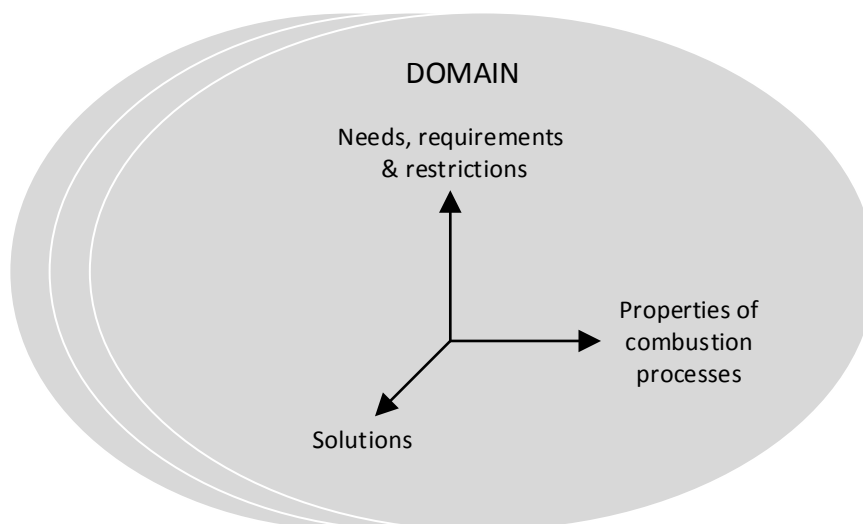 DOMAIN
Needs, requirements
& restrictions
Properties of
combustion
processes
Solutions